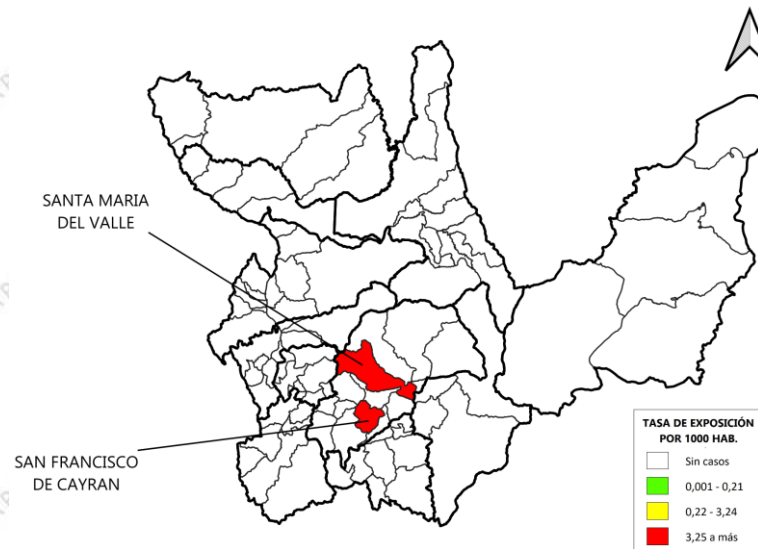 SANTA MARIA
DEL VALLE
SAN FRANCISCO
DE CAYRAN
TASA DE EXPOSICIÓN
POR 1000 HAB.
Sin casos
0,001 - 0,21
0,22 - 3,24
3,25 a más